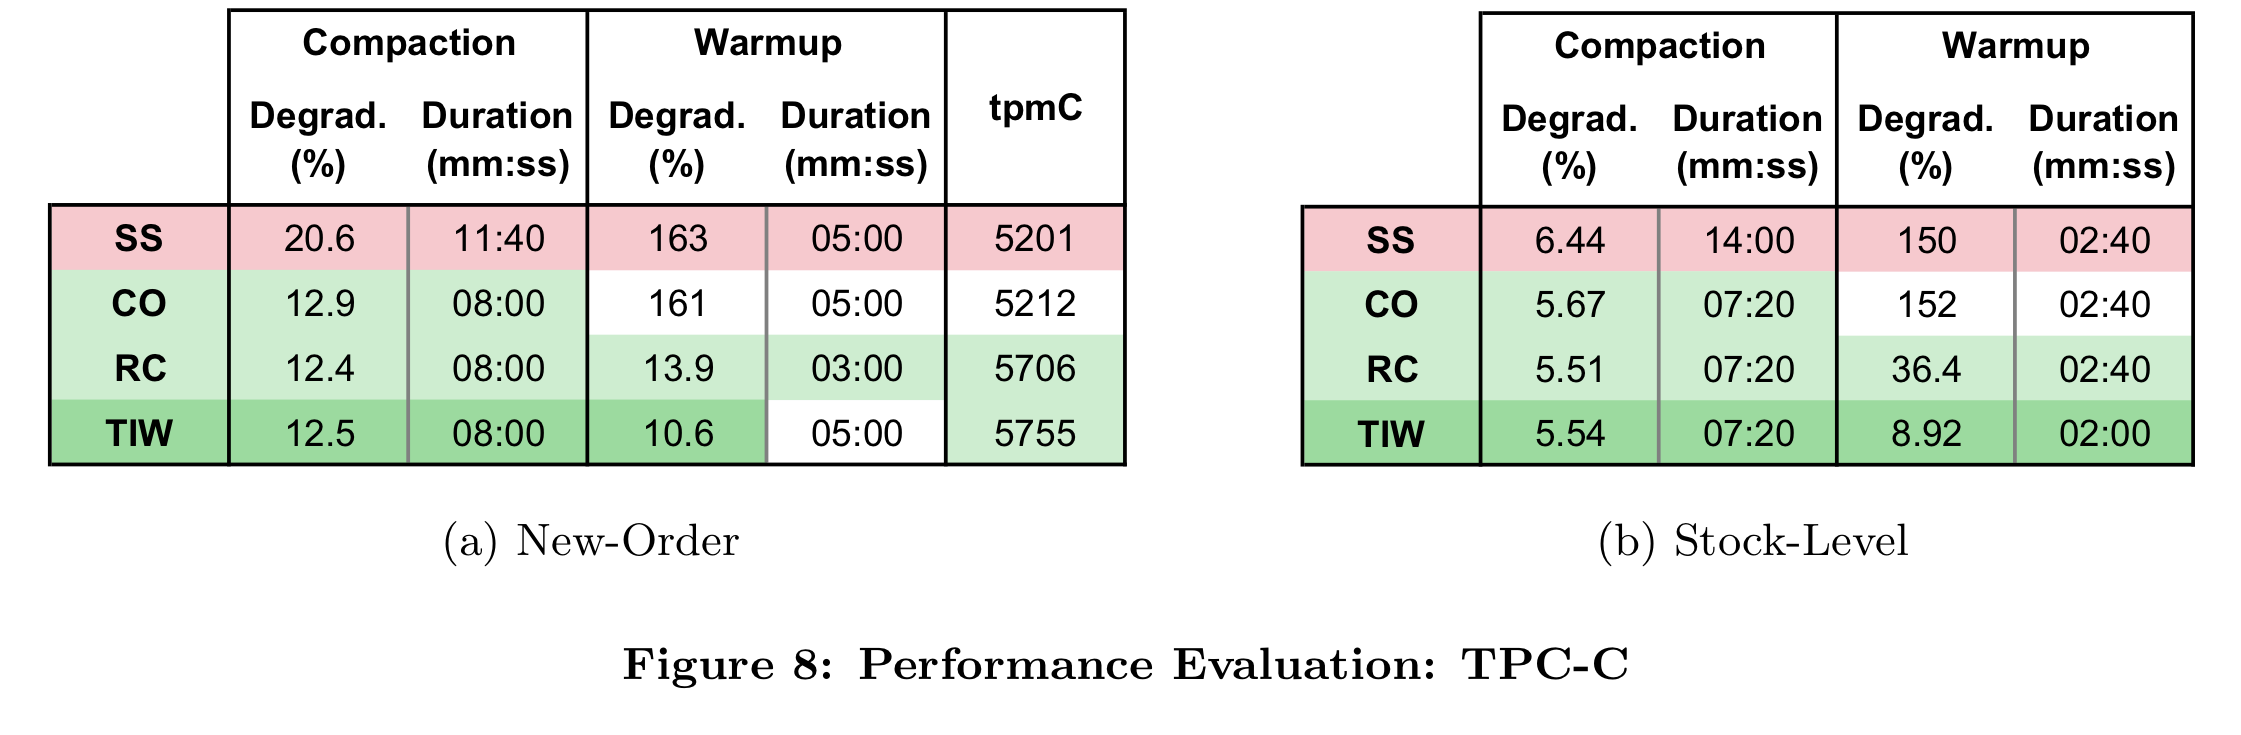 Compaction Warmup tpmC
Degrad. (%) Duration (mm:ss) Degrad. (%) Duration (mm:ss)
SS 20.6 11:40 163 05:00 5201
CO 12.9 08:00 161 05:00 5212
RC 12.4 08:00 13.9 03:00 5706
TIW 12.5 08:00 10.6 05:00 5755
(a) New-Order
Compaction Warmup
Degrad. (%) Duration (mm:ss) Degrad. (%) Duration (mm:ss)
SS 6.44 14:00 150 02:40
CO 5.67 07:20 152 02:40
RC 5.51 07:20 36.4 02:40
TIW 5.54 07:20 8.92 02:00
(b) Stock-Level
Figure 8: Performance Evaluation: TPC-C